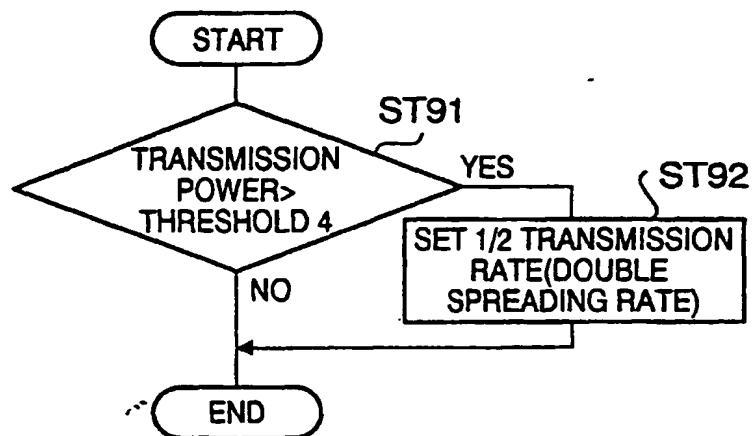 START
ST91
TRANSMISSION
POWER>
THRESHOLD 4
YES
ST92
SET 1/2 TRANSMISSION
RATE(DOUBLE
SPREADING RATE)
NO
END